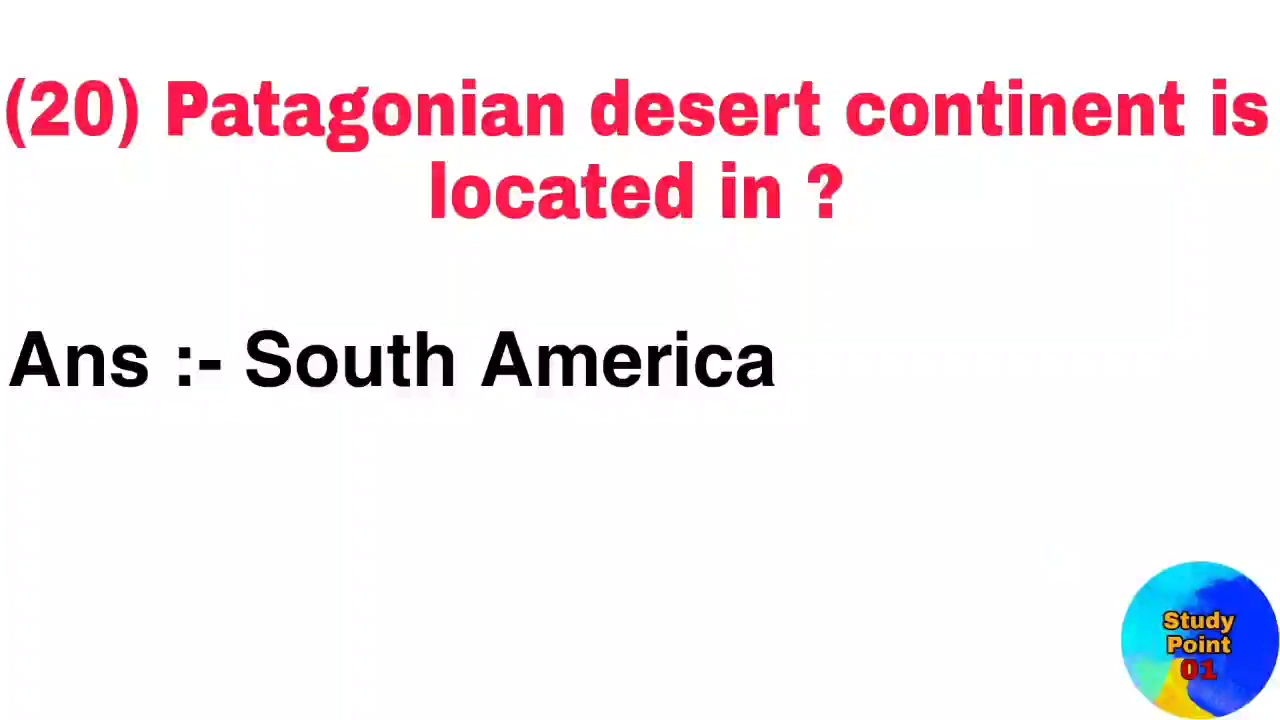 (20) Patagonian desert continent is
located in ?
Ans :- South America
Study
Point
01